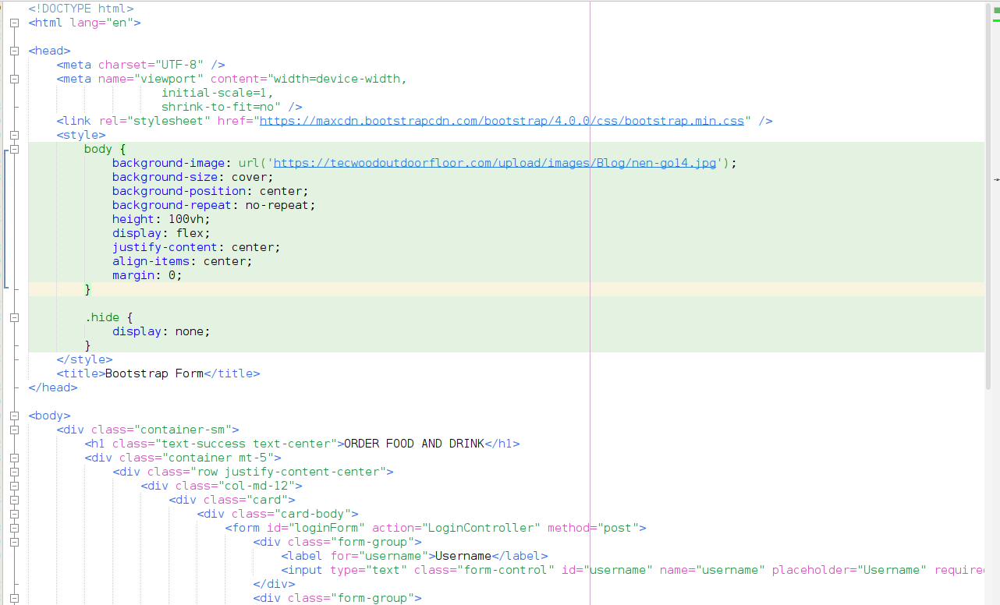 <!DOCTYPE html>
<html lang="en">
<head>
<meta charset="UTF-8" />
<meta name="viewport" content="width=device-width,
initial-scale=1,
shrink-to-fit=no" />
<link rel="stylesheet" href="https://maxcdn.bootstrapcdn.com/bootstrap/4.0.0/css/bootstrap.min.css" />
<style>
body {
background-image: url('https://tecwoodoutdoorfloor.com/upload/images/Blog/nen-go14.jpg');
background-size: cover;
background-position: center;
background-repeat: no-repeat;
height: 100vh;
display: flex;
justify-content: center;
align-items: center;
margin: 0;
}
.hide {
display: none;
}
</style>
<title>Bootstrap Form</title>
</head>
<body>
<div class="container-sm">
<h1 class="text-success text-center">ORDER FOOD AND DRINK</h1>
<div class="container mt-5">
<div class="row justify-content-center">
<div class="col-md-12">
<div class="card">
<div class="card-body">
<form id="loginForm" action="LoginController" method="post">
<div class="form-group">
<label for="username">Username</label>
<input type="text" class="form-control" id="username" name="username" placeholder="Username" require
</div>
<div class="form-group">